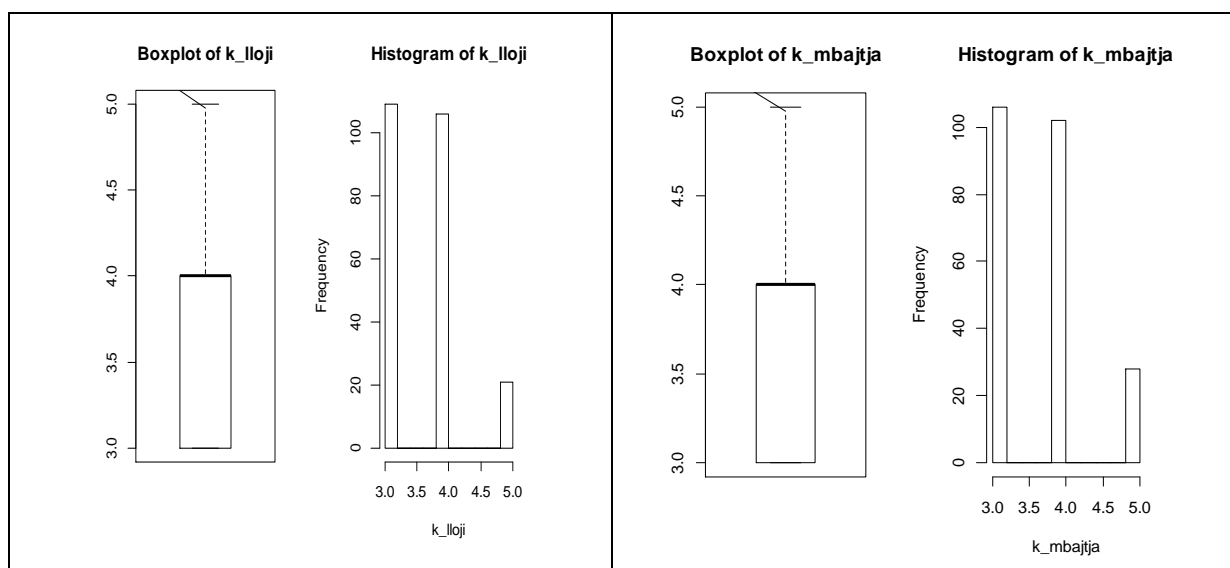 Boxplot of k_lloji
3.0 3.5 4.0 4.5 5.0
Histogram of k_lloji
Frequency
0 20 40 60 80 100
3.0 3.5 4.0 4.5 5.0
k_lloji
Boxplot of k_mbajtja
3.0 3.5 4.0 4.5 5.0
Histogram of k_mbajtja
Frequency
0 20 40 60 80 100
3.0 3.5 4.0 4.5 5.0
k_mbajtja